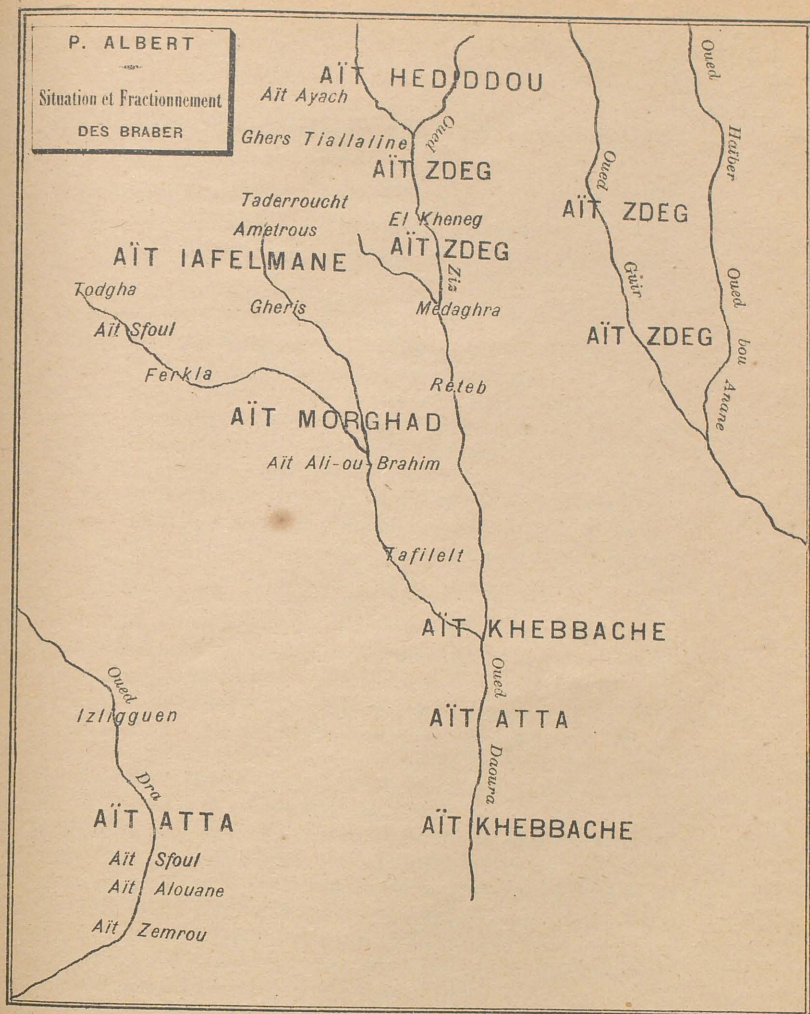 P. ALBERT
Situation et Fractionnement
DES BRABER
AÏT HEDIDDOU
Aït Ayach
Ghers Tiallaline
Oued
AÏT ZDEG
Taderroucht
Ametrous
El Kheneg
AÏT ZDEG
AÏT IAFELMANE
Ziz
Todgha
Gheris
Medaghra
Aït Sfoul
Ferkla
Reteb
AÏT MORGHAD
Aït Ali-ou-Brahim
Tafilelt
AÏT KHEBBACHE
Oued
AÏT ATTA
Daoura
AÏT KHEBBACHE
Oued
Haïber
Oued
AÏT ZDEG
Guir
Oued
bou
AÏT ZDEG
Anane
Oued
Izligguen
Dra
AÏT ATTA
Aït Sfoul
Aït Alouane
Aït Zemrou